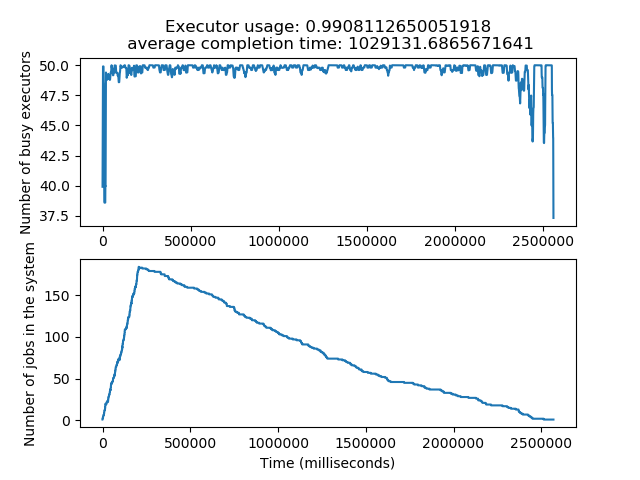 Executor usage: 0.9908112650051918
average completion time: 1029131.6865671641
Number of busy executors
50.0
47.5
45.0
42.5
40.0
37.5
0 500000 1000000 1500000 2000000 2500000
Number of jobs in the system
150
100
50
0
0 500000 1000000 1500000 2000000 2500000
Time (milliseconds)